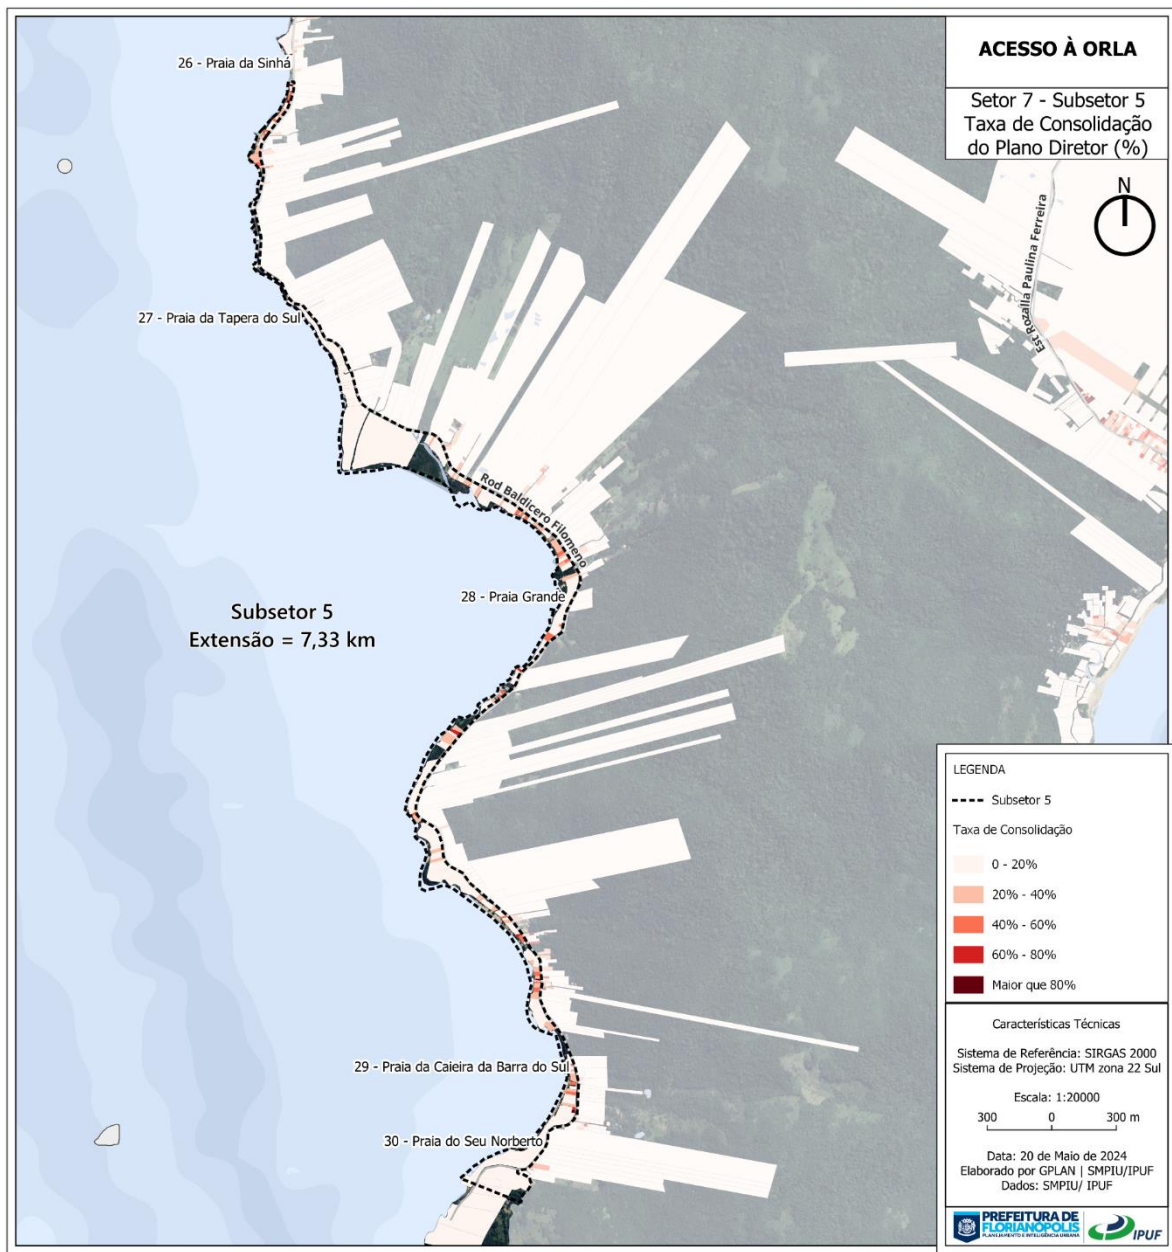 ACESSO À ORLA
Setor 7 - Subsetor 5
Taxa de Consolidação
do Plano Diretor (%)
N
26 - Praia da Sinhá
Est Rozalia Paulina Ferreira
27 - Praia da Tapera do Sul
Rod Baldicero Filomeno
28 - Praia Grande
Subsetor 5
Extensão = 7,33 km
29 - Praia da Caieira da Barra do Sul
30 - Praia do Seu Norberto
LEGENDA
Subsetor 5
Taxa de Consolidação
0 - 20%
20% - 40%
40% - 60%
60% - 80%
Maior que 80%
Características Técnicas
Sistema de Referência: SIRGAS 2000
Sistema de Projeção: UTM zona 22 Sul
Escala: 1:20000
300 0 300 m
Data: 20 de Maio de 2024
Elaborado por GPLAN | SMPIU/IPUF
Dados: SMPIU/ IPUF
PREFEITURA DE
FLORIANÓPOLIS
PLANEJAMENTO E INTELIGÊNCIA URBANA
IPUF